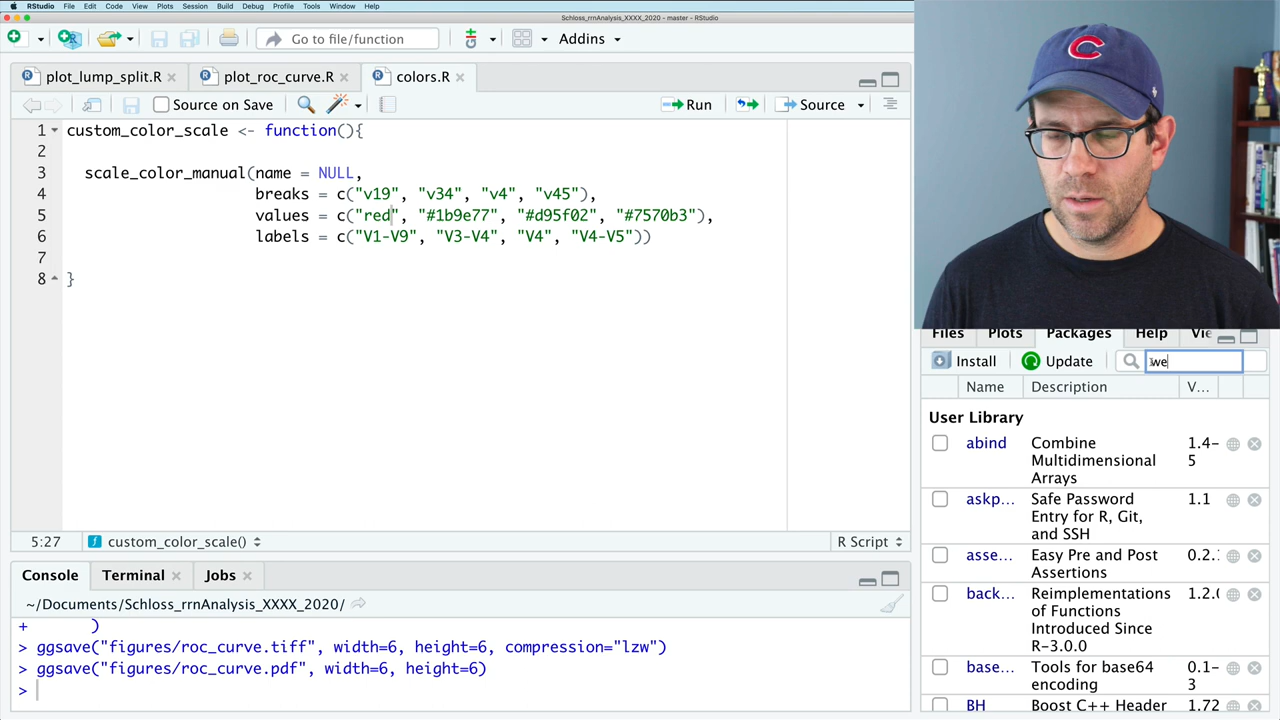 RStudio File Edit Code View Plots Session Build Debug Profile Tools Window Help
Schloss_rrnAnalysis_XXXX_2020 - master - RStudio
Go to file/function
Addins
plot_lump_split.R
plot_roc_curve.R
colors.R
Source on Save
Run
Source
1 custom_color_scale <- function(){
2
3 scale_color_manual(name = NULL,
4 breaks = c("v19", "v34", "v4", "v45"),
5 values = c("red", "#1b9e77", "#d95f02", "#7570b3"),
6 labels = c("V1-V9", "V3-V4", "V4", "V4-V5"))
7
8 }
5:27 custom_color_scale() R Script
Console Terminal Jobs
~/Documents/Schloss_rrnAnalysis_XXXX_2020/
+ )
> ggsave("figures/roc_curve.tiff", width=6, height=6, compression="lzw")
> ggsave("figures/roc_curve.pdf", width=6, height=6)
>
C
Files Plots Packages Help Vi
Install Update we
Name Description V...
User Library
abind Combine Multidimensional Arrays 1.4-5
askp... Safe Password Entry for R, Git, and SSH 1.1
asse... Easy Pre and Post Assertions 0.2.
back... Reimplementations of Functions Introduced Since R-3.0.0 1.2.0
base... Tools for base64 encoding 0.1-3
BH Boost C++ Header 1.72